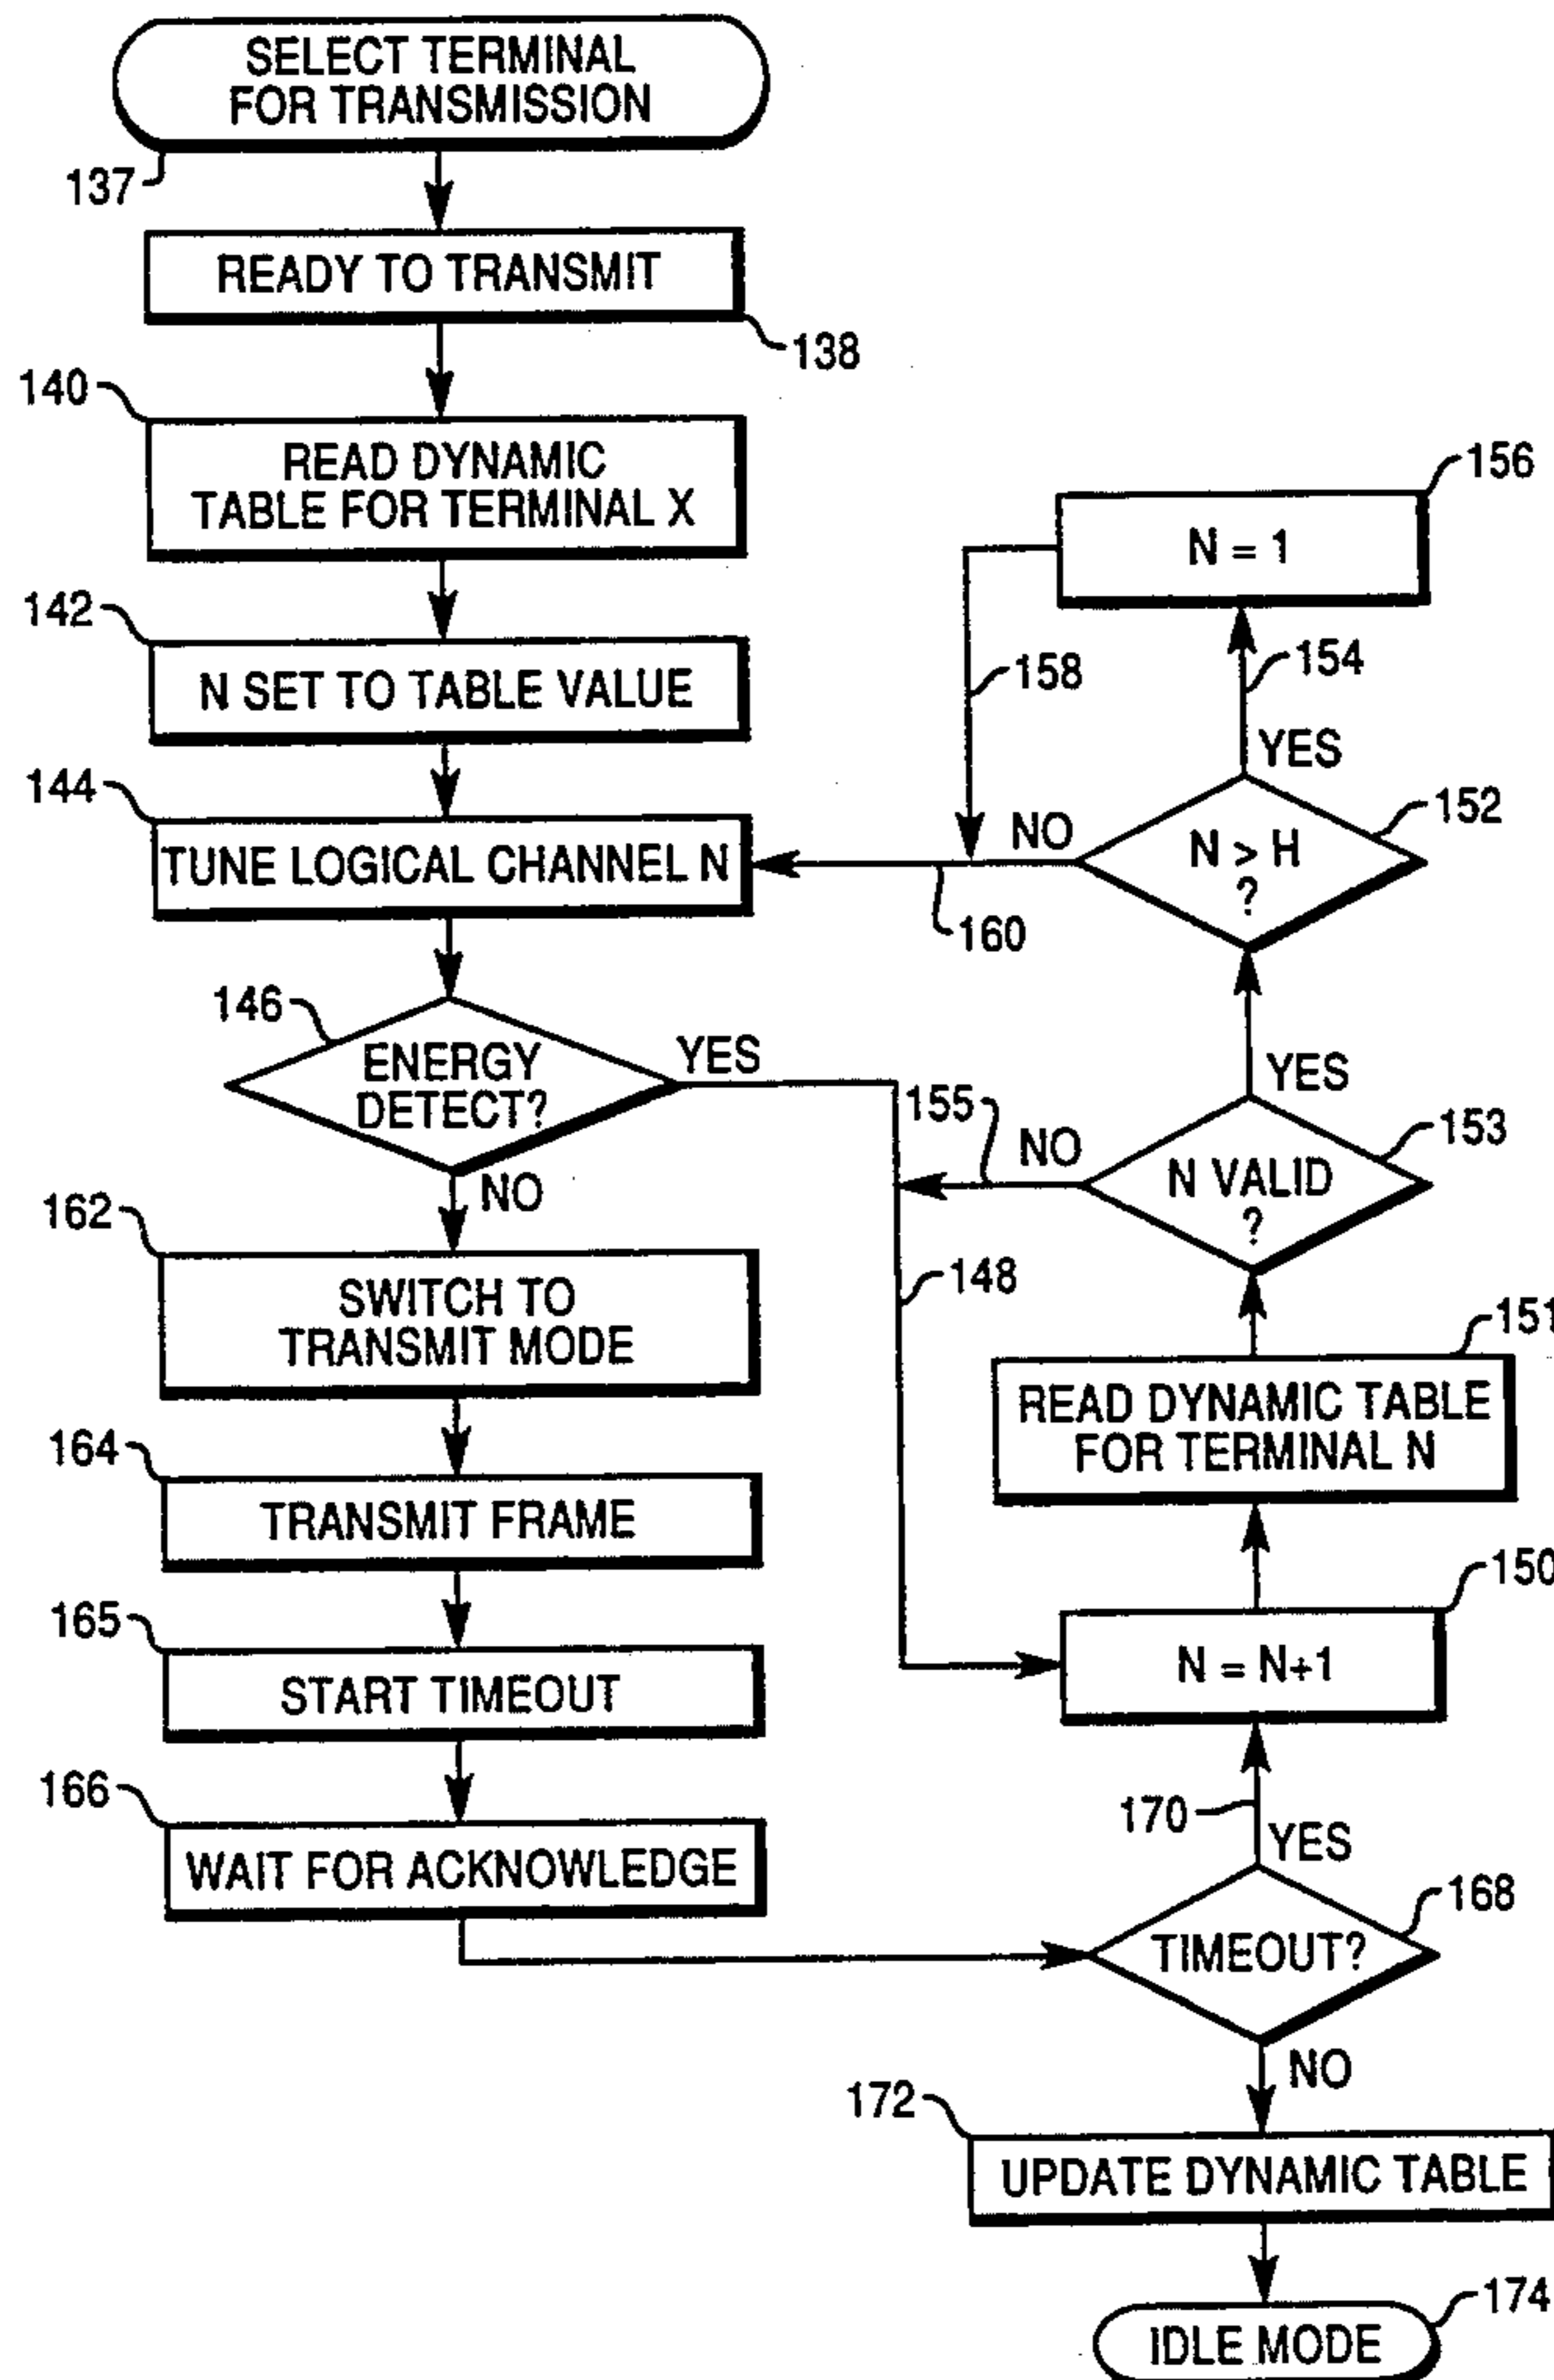 SELECT TERMINAL
FOR TRANSMISSION
137
READY TO TRANSMIT
138
140
READ DYNAMIC
TABLE FOR TERMINAL X
142
N SET TO TABLE VALUE
144
TUNE LOGICAL CHANNEL N
146
ENERGY
DETECT?
YES
NO
162
SWITCH TO
TRANSMIT MODE
164
TRANSMIT FRAME
165
START TIMEOUT
166
WAIT FOR ACKNOWLEDGE
156
N = 1
158
154
YES
152
NO
N > H
?
160
YES
155
153
NO
N VALID
?
148
151
READ DYNAMIC TABLE
FOR TERMINAL N
150
N = N+1
170
YES
168
TIMEOUT?
NO
172
UPDATE DYNAMIC TABLE
174
IDLE MODE